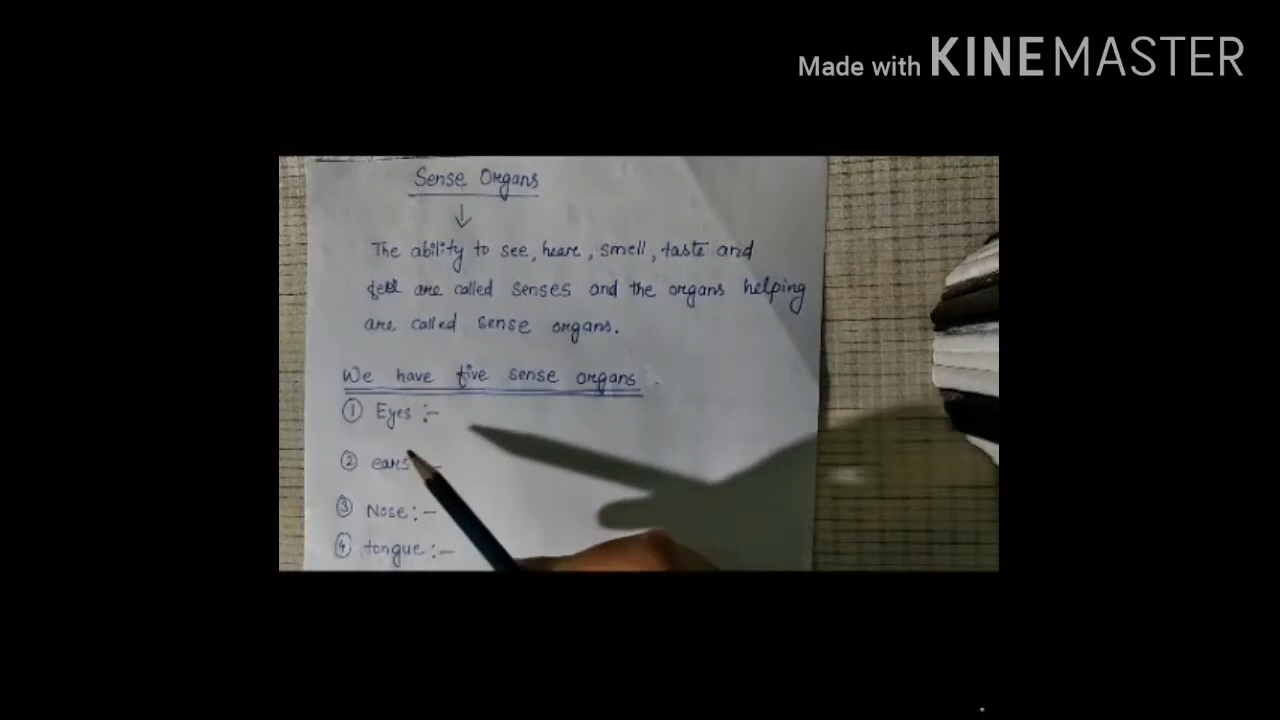 Made with KINEMASTER
Sense Organs
The ability to see, heare, smell, taste and
feel are called senses and the organs helping
are called sense organs.
We have five sense organs
① Eyes :-
② ears :-
③ Nose :-
④ tongue :-